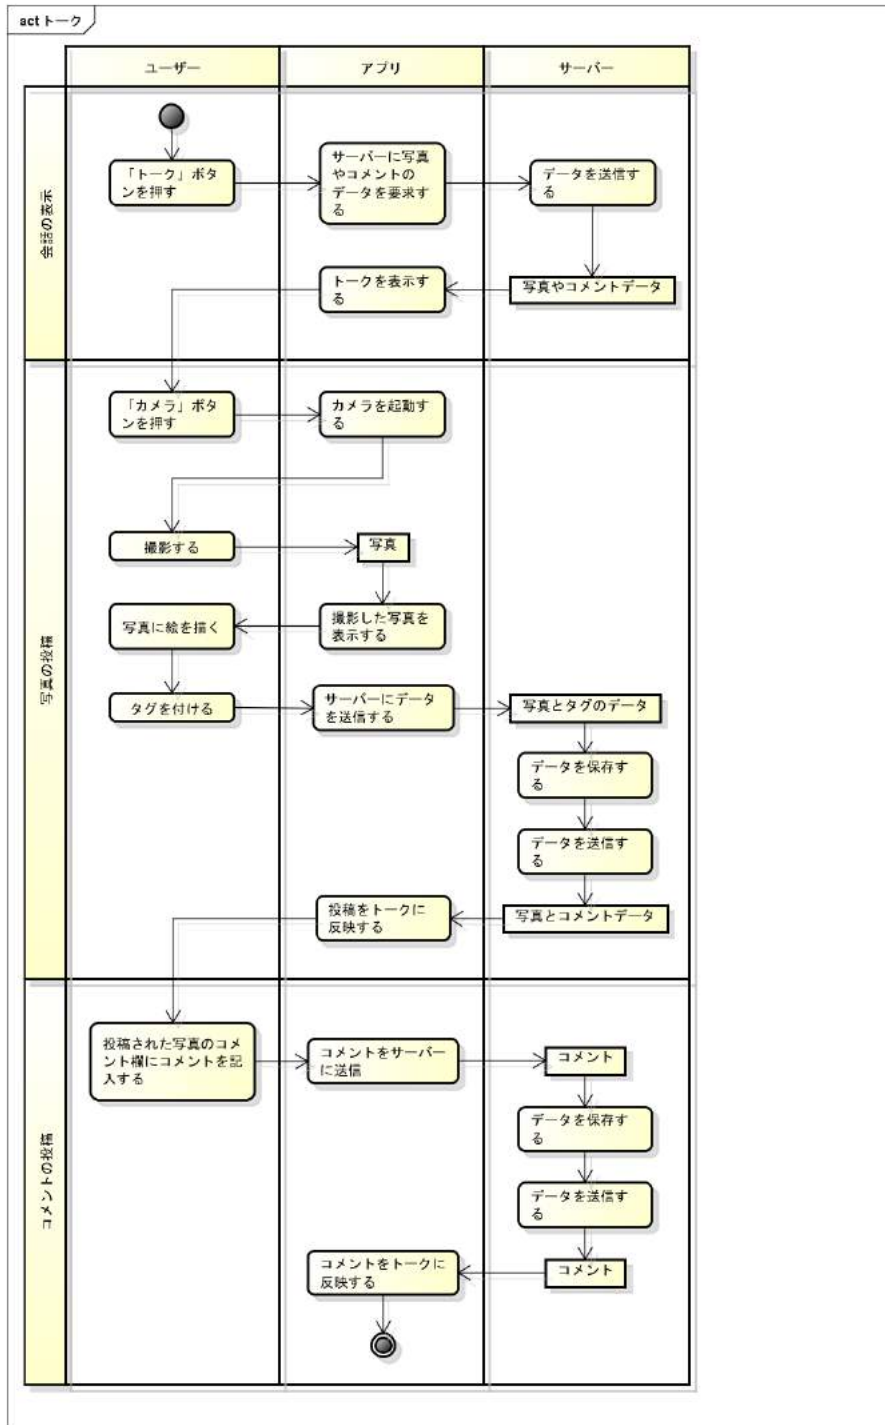 act トーク
ユーザー
アプリ
サーバー
会話の表示
「トーク」ボタ
ンを押す
サーバーに写真
やコメントの
データを要求す
る
データを送信す
る
トークを表示す
る
写真やコメントデータ
写真の投稿
「カメラ」ボタ
ンを押す
カメラを起動す
る
撮影する
写真
写真に絵を描く
撮影した写真を
表示する
タグを付ける
サーバーにデータ
を送信する
写真とタグのデータ
データを保存す
る
データを送信す
る
投稿をトークに
反映する
写真とコメントデータ
コメントの投稿
投稿された写真のコメ
ント欄にコメントを記
入する
コメントをサーバー
に送信
コメント
データを保存す
る
データを送信す
る
コメントをトークに
反映する
コメント